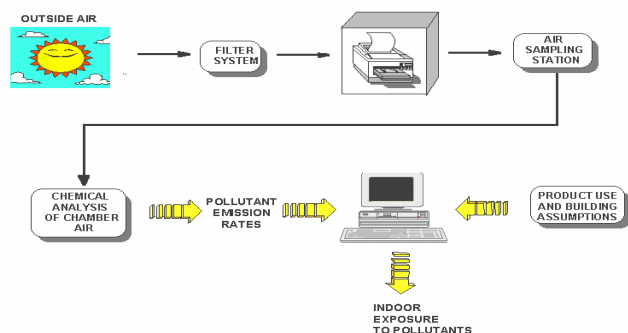 OUTSIDE AIR
FILTER
SYSTEM
AIR
SAMPLING
STATION
CHEMICAL
ANALYSIS
OF CHAMBER
AIR
POLLUTANT
EMISSION
RATES
PRODUCT USE
AND BUILDING
ASSUMPTIONS
INDOOR
EXPOSURE
TO POLLUTANTS